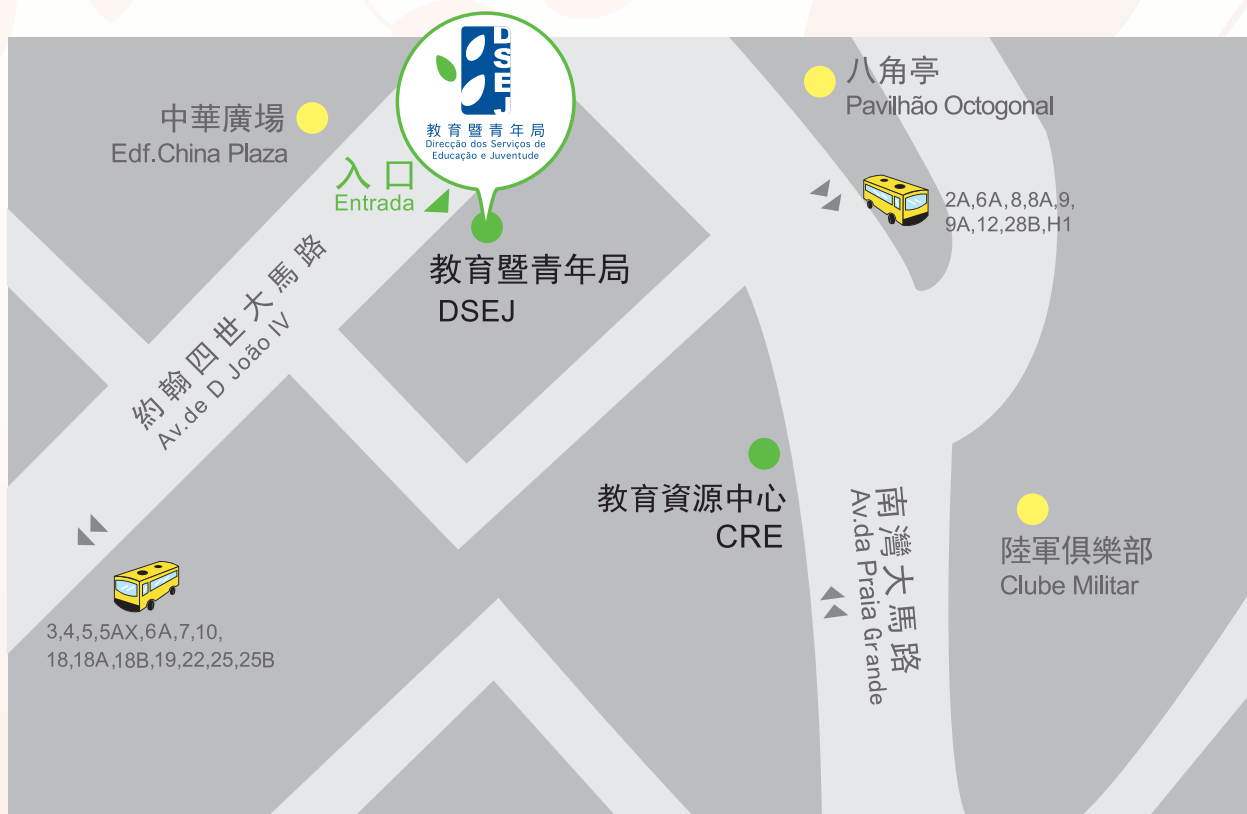 DSEJ
教育暨青年局
Direcção dos Serviços de
Educação e Juventude
中華廣場
Edf.China Plaza
八角亭
Pavilhão Octogonal
入口
Entrada
2A,6A,8,8A,9,
9A,12,28B,H1
教育暨青年局
DSEJ
約翰四世大馬路
Av.de D João IV
教育資源中心
CRE
南灣大馬路
Av.da Praia Grande
陸軍俱樂部
Clube Militar
3,4,5,5AX,6A,7,10,
18,18A,18B,19,22,25,25B